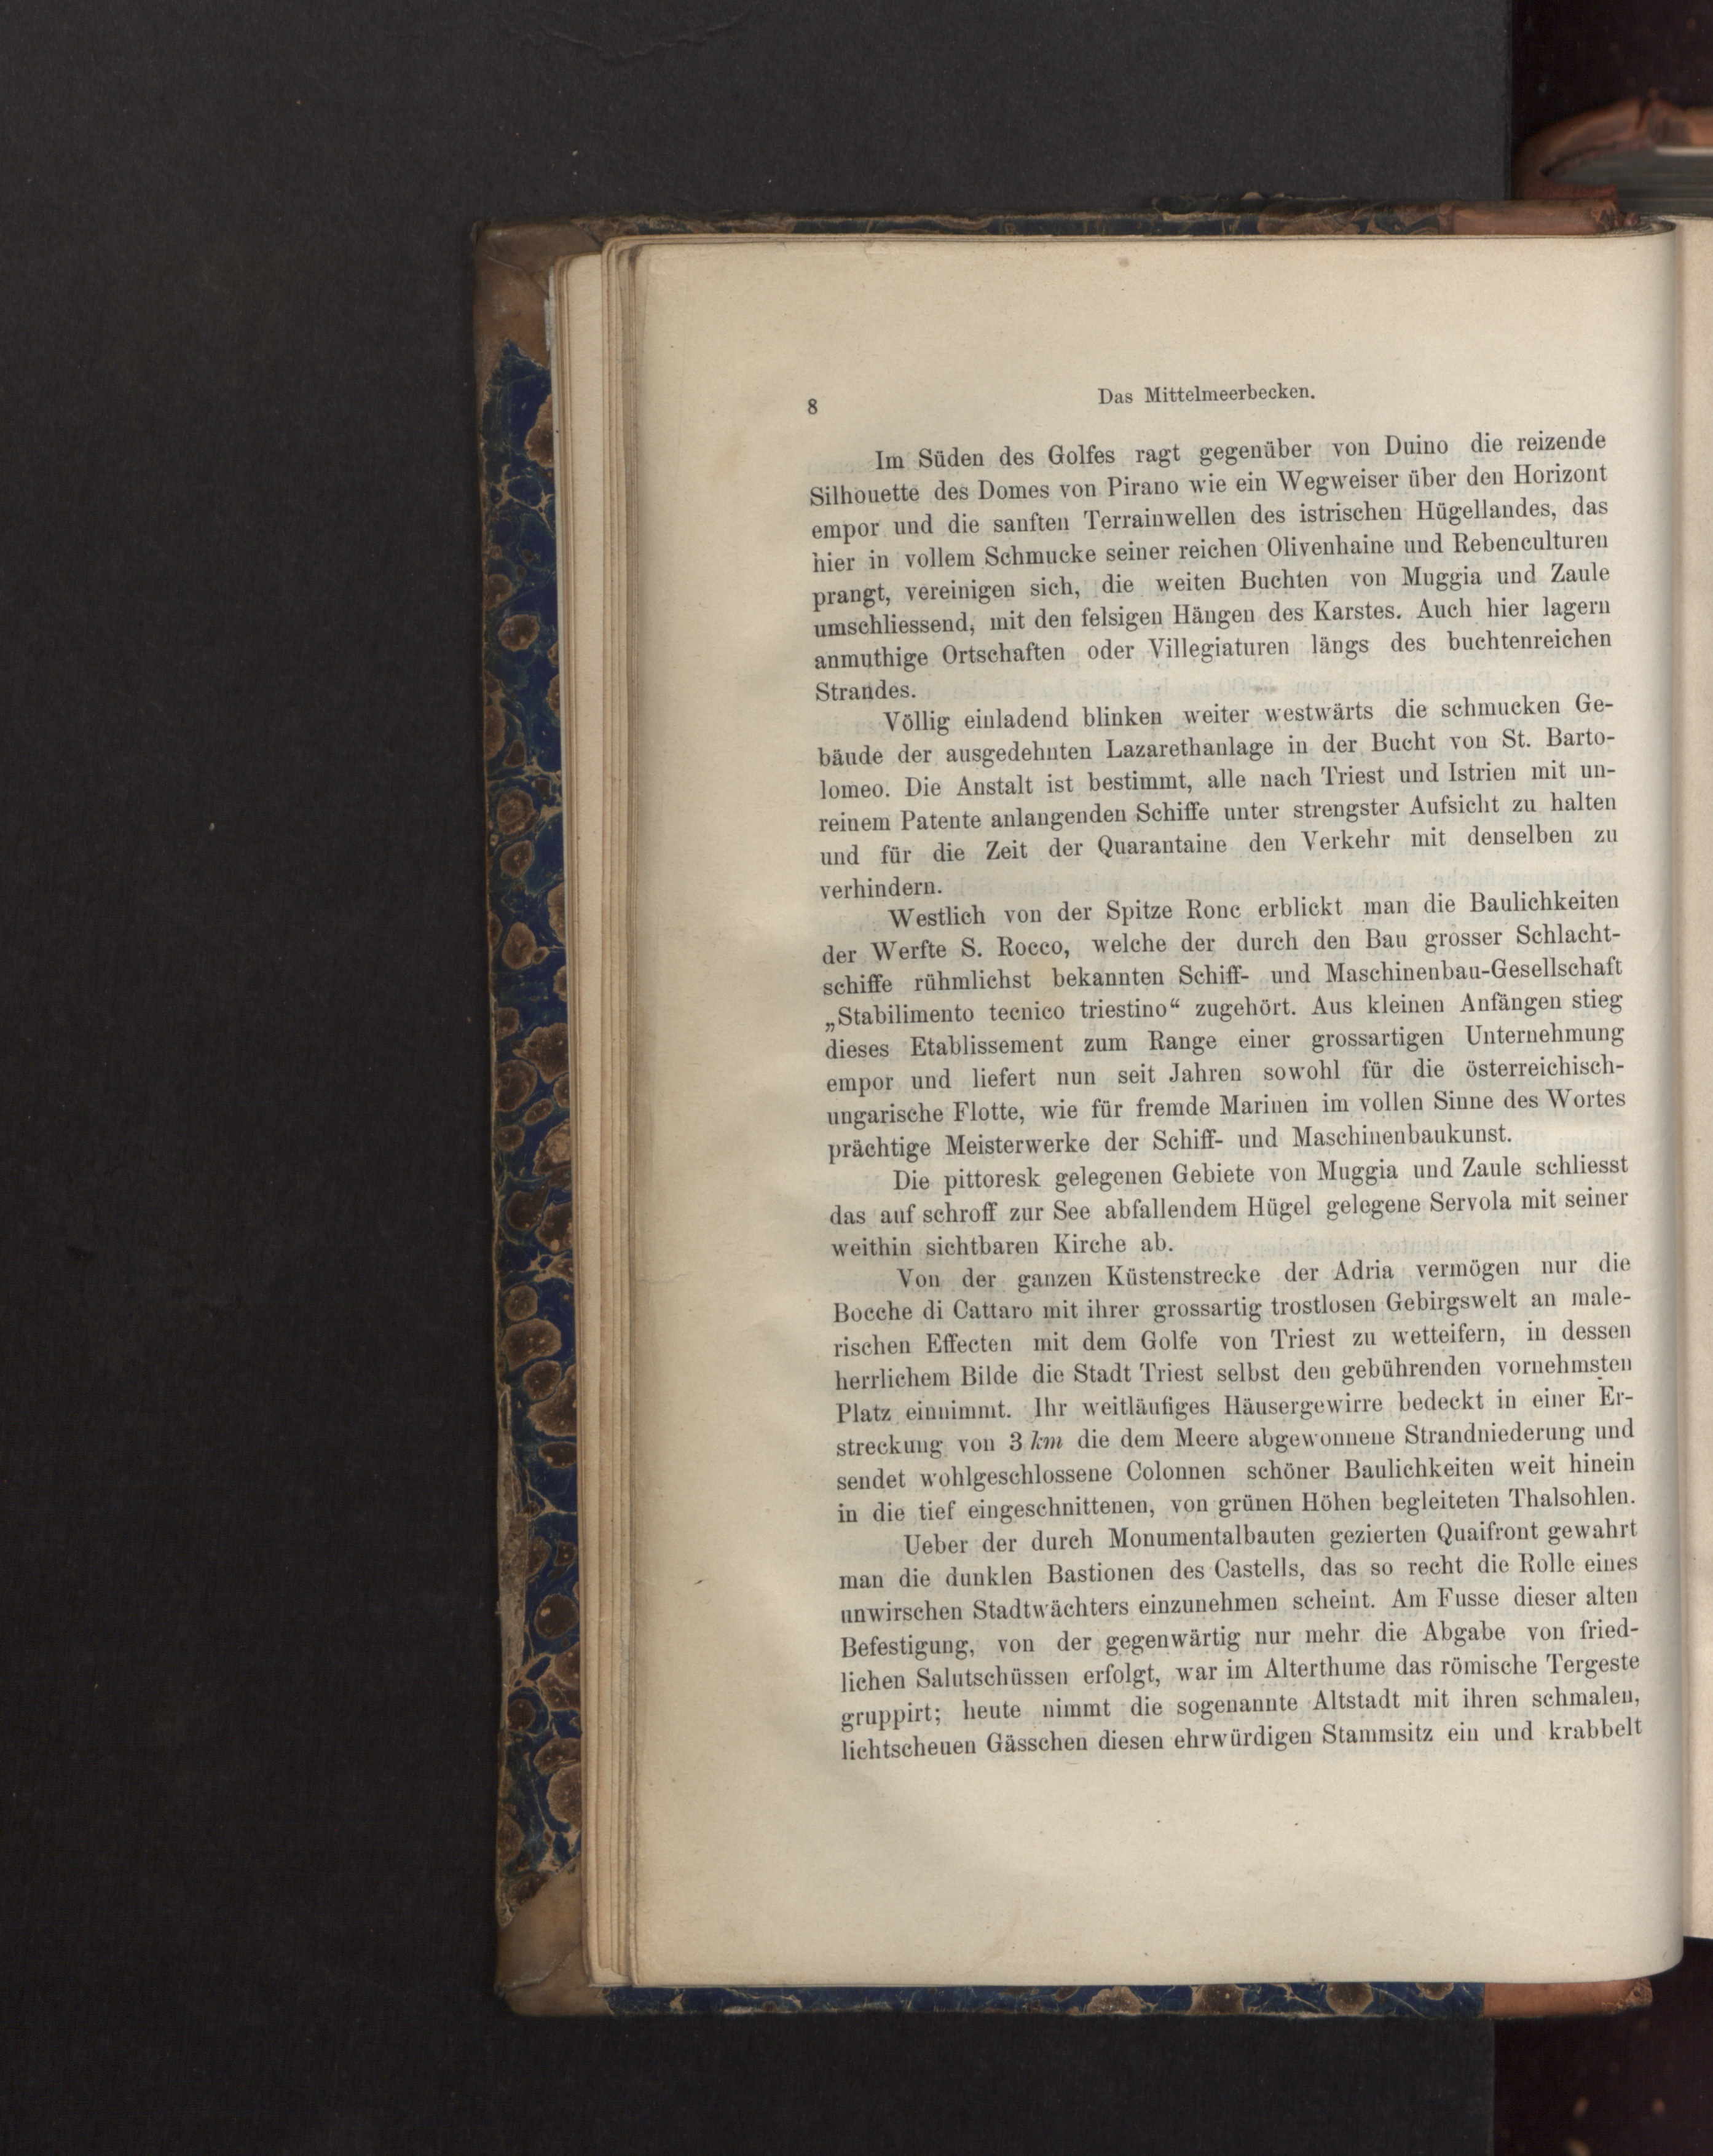 8
Das Mittelmeerbecken.
Im Süden des Golfes ragt gegenüber von Duino die reizende
Silhouette des Domes von Pirano wie ein Wegweiser über den Horizont
empor und die sanften Terrainwellen des istrischen Hügellandes, das
hier in vollem Schmucke seiner reichen Olivenhaine und Rebenculturen
prangt, vereinigen sich, die weiten Buchten von Muggia und Zaule
umschliessend, mit den felsigen Hängen des Karstes. Auch hier lagern
anmuthige Ortschaften oder Villegiaturen längs des buchtenreichen
Strandes.
Völlig einladend blinken weiter westwärts die schmucken Ge-
bäude der ausgedehnten Lazarethanlage in der Bucht von St. Barto-
lomeo. Die Anstalt ist bestimmt, alle nach Triest und Istrien mit un-
reinem Patente anlangenden Schiffe unter strengster Aufsicht zu halten
und für die Zeit der Quarantaine den Verkehr mit denselben zu
verhindern.
Westlich von der Spitze Ronc erblickt man die Baulichkeiten
der Werfte S. Rocco, welche der durch den Bau grosser Schlacht-
schiffe rühmlichst bekannten Schiff- und Maschinenbau-Gesellschaft
„Stabilimento tecnico triestino“ zugehört. Aus kleinen Anfängen stieg
dieses Etablissement zum Range einer grossartigen Unternehmung
empor und liefert nun seit Jahren sowohl für die österreichisch-
ungarische Flotte, wie für fremde Marinen im vollen Sinne des Wortes
prächtige Meisterwerke der Schiff- und Maschinenbaukunst.
Die pittoresk gelegenen Gebiete von Muggia und Zaule schliesst
das auf schroff zur See abfallendem Hügel gelegene Servola mit seiner
weithin sichtbaren Kirche ab.
Von der ganzen Küstenstrecke der Adria vermögen nur die
Bocche di Cattaro mit ihrer grossartig trostlosen Gebirgswelt an male-
rischen Effecten mit dem Golfe von Triest zu wetteifern, in dessen
herrlichem Bilde die Stadt Triest selbst den gebührenden vornehmsten
Platz einnimmt. Ihr weitläufiges Häusergewirre bedeckt in einer Er-
streckung von 3 km die dem Meere abgewonnene Strandniederung und
sendet wohlgeschlossene Colonnen schöner Baulichkeiten weit hinein
in die tief eingeschnittenen, von grünen Höhen begleiteten Thalsohlen.
Ueber der durch Monumentalbauten gezierten Quaifront gewahrt
man die dunklen Bastionen des Castells, das so recht die Rolle eines
unwirschen Stadtwächters einzunehmen scheint. Am Fusse dieser alten
Befestigung, von der gegenwärtig nur mehr die Abgabe von fried-
lichen Salutschüssen erfolgt, war im Alterthume das römische Tergeste
gruppirt; heute nimmt die sogenannte Altstadt mit ihren schmalen,
lichtscheuen Gässchen diesen ehrwürdigen Stammsitz ein und krabbelt